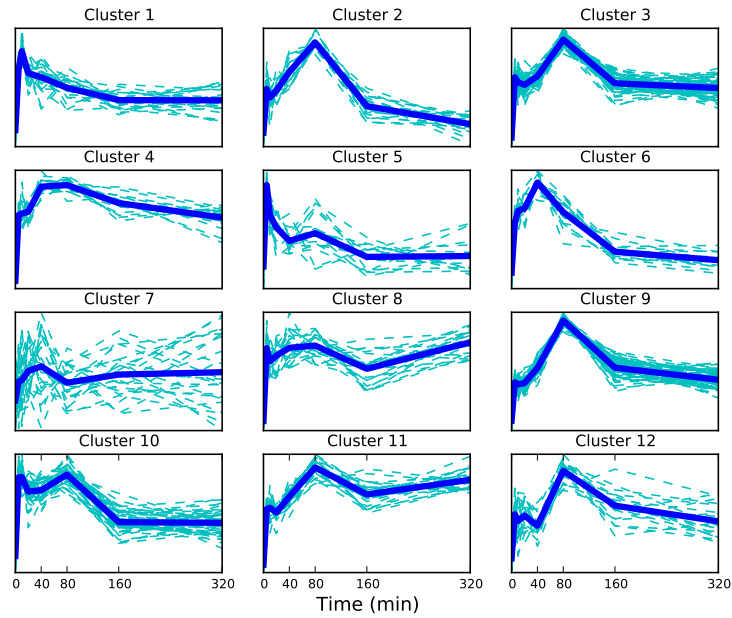 Cluster 1 Cluster 2 Cluster 3
Cluster 4 Cluster 5 Cluster 6
Cluster 7 Cluster 8 Cluster 9
Cluster 10 Cluster 11 Cluster 12
0 40 80 160 320 0 40 80 160 320 0 40 80 160 320
Time (min)